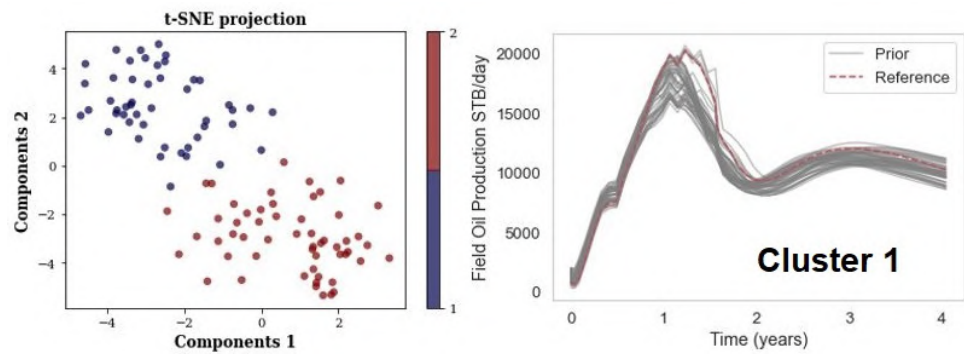 t-SNE projection
Components 2
4
2
0
−2
−4
−4
−2
0
2
Components 1
2
1
Field Oil Production STB/day
20000
15000
10000
5000
0
0
1
2
3
4
Time (years)
Prior
Reference
Cluster 1